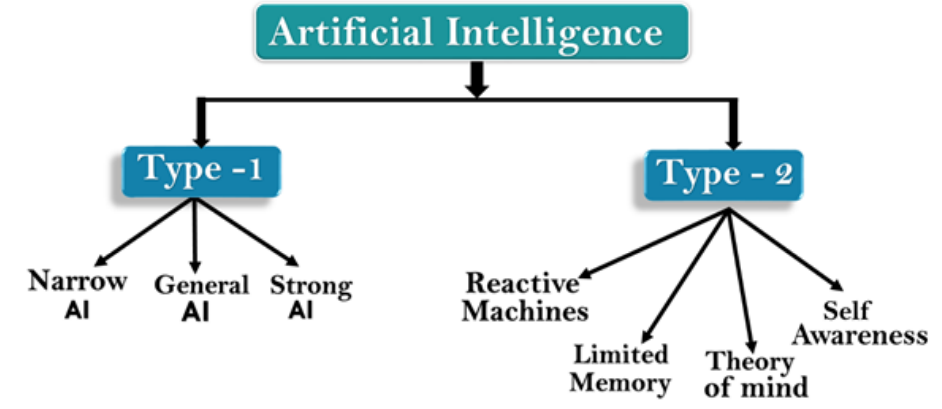 Artificial Intelligence
Type -1
Type - 2
Narrow
AI
General
AI
Strong
AI
Reactive
Machines
Limited
Memory
Theory
of mind
Self
Awareness